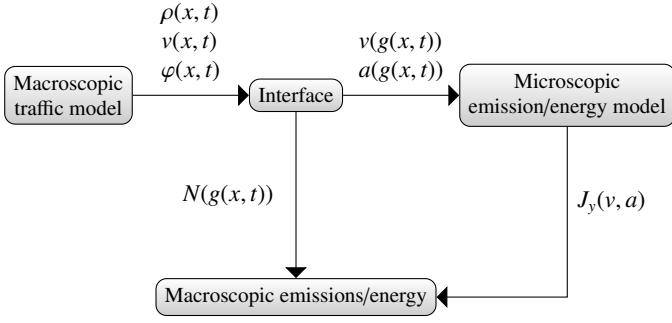 ρ(x, t)
v(x, t)
φ(x, t)
v(g(x, t))
a(g(x, t))
Macroscopic
traffic model
Interface
Microscopic
emission/energy model
N(g(x, t))
J_y(v, a)
Macroscopic emissions/energy